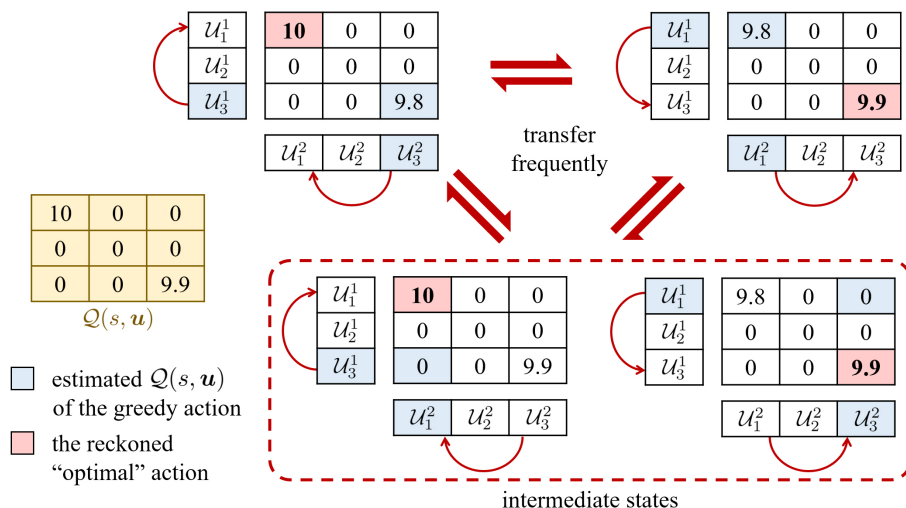 𝒰₁¹ 10 0 0
𝒰₂¹ 0 0 0
𝒰₃¹ 0 0 9.8
𝒰₁² 𝒰₂² 𝒰₃²
transfer
frequently
𝒰₁¹ 9.8 0 0
𝒰₂¹ 0 0 0
𝒰₃¹ 0 0 9.9
𝒰₁² 𝒰₂² 𝒰₃²
10 0 0
0 0 0
0 0 9.9
𝒬(s, 𝒖)
estimated 𝒬(s, 𝒖)
of the greedy action
the reckoned
“optimal” action
𝒰₁¹ 10 0 0
𝒰₂¹ 0 0 0
𝒰₃¹ 0 0 9.9
𝒰₁² 𝒰₂² 𝒰₃²
𝒰₁¹ 9.8 0 0
𝒰₂¹ 0 0 0
𝒰₃¹ 0 0 9.9
𝒰₁² 𝒰₂² 𝒰₃²
intermediate states